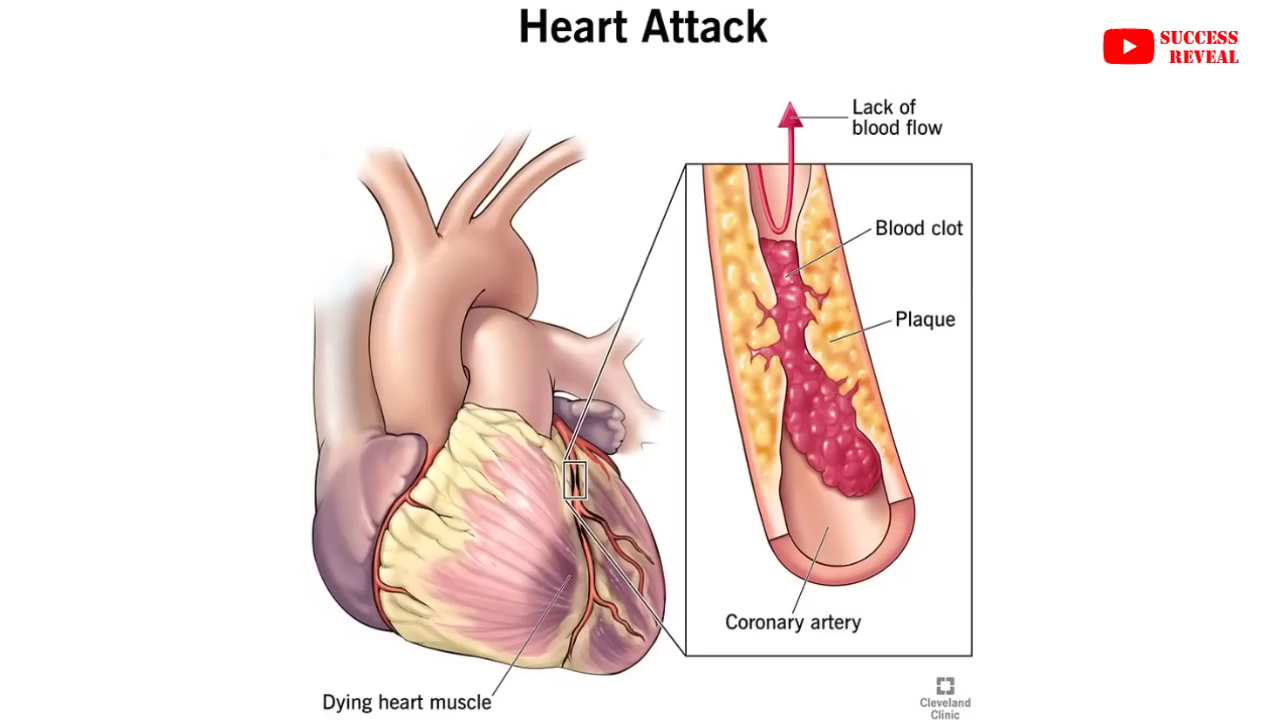 Heart Attack
SUCCESS
REVEAL
Lack of
blood flow
Blood clot
Plaque
Coronary artery
Dying heart muscle
Cleveland
Clinic